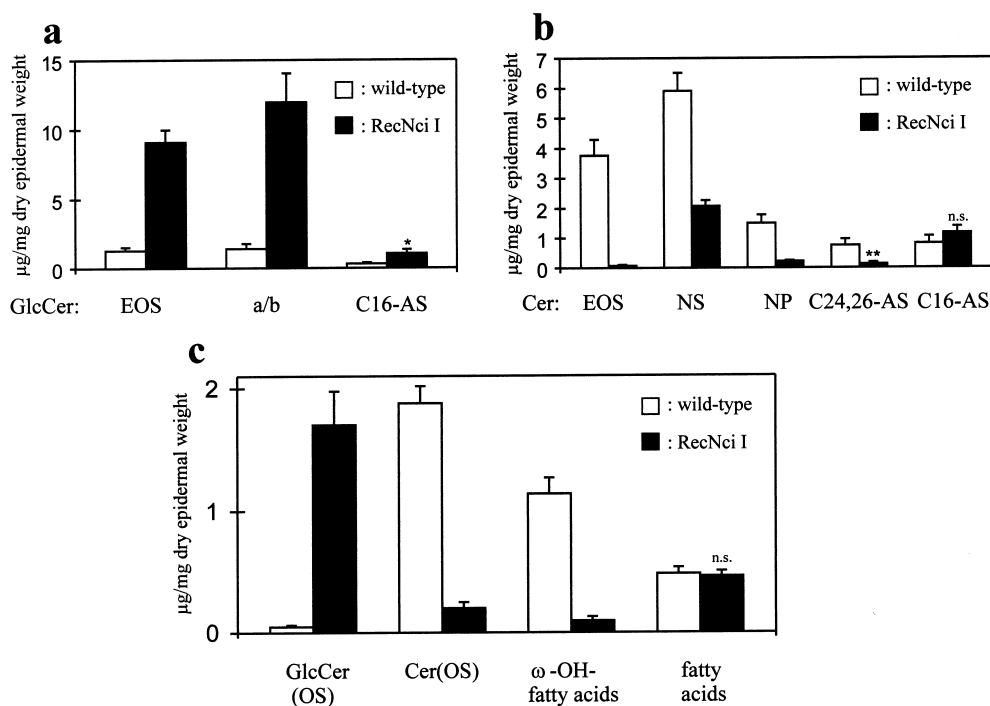 a
μg/mg dry epidermal weight
15
10
5
0
: wild-type
: RecNci I
*
GlcCer: EOS a/b C16-AS
b
μg/mg dry epidermal weight
7
6
5
4
3
2
1
0
: wild-type
: RecNci I
**
n.s.
Cer: EOS NS NP C24,26-AS C16-AS
c
μg/mg dry epidermal weight
2
1
0
: wild-type
: RecNci I
n.s.
GlcCer
(OS)
Cer(OS)
ω-OH-
fatty acids
fatty
acids